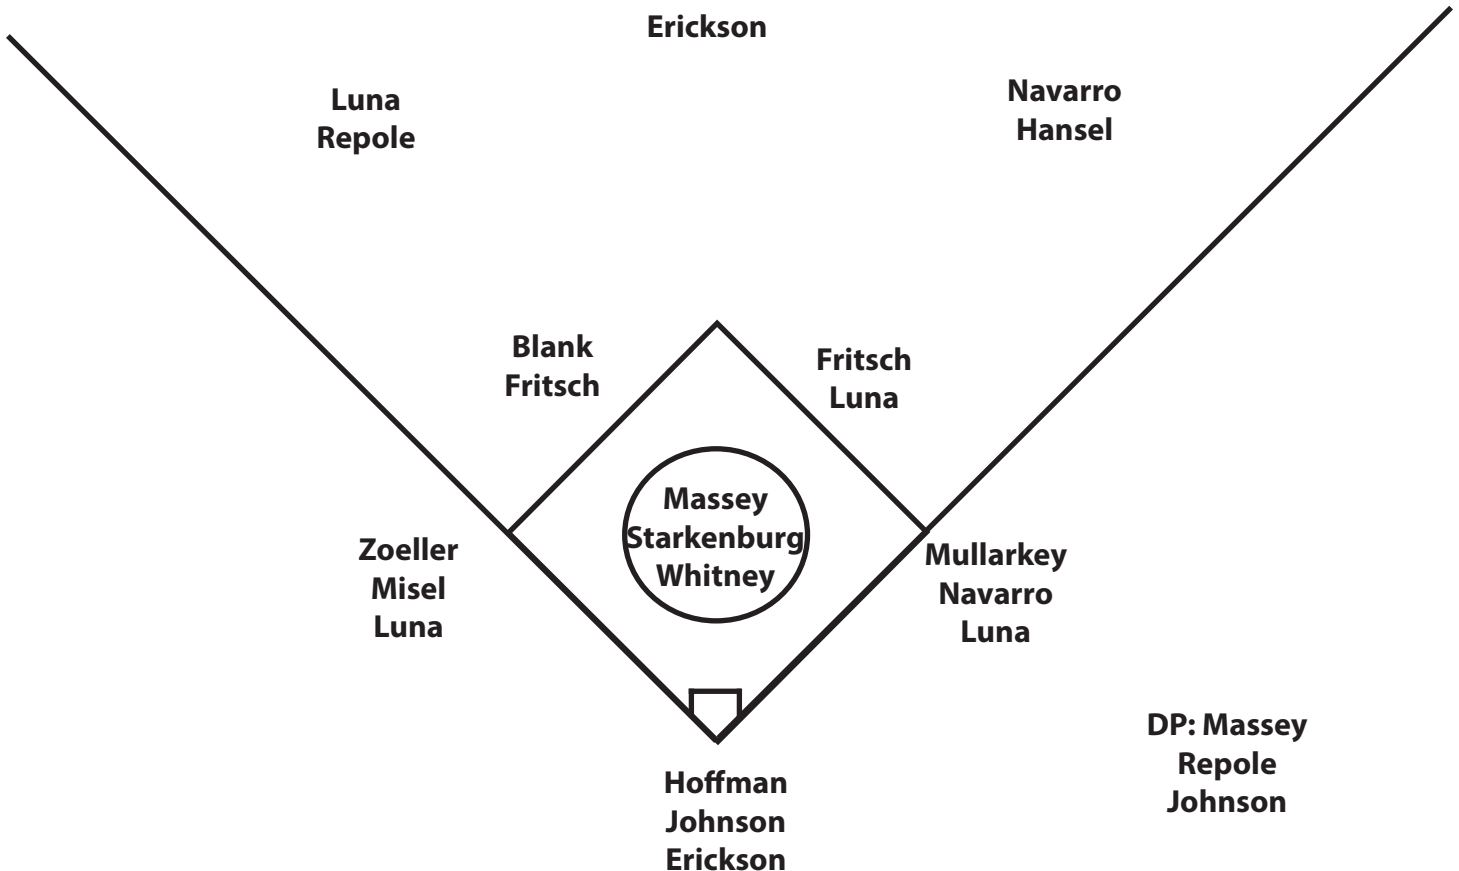 Erickson
Luna
Repole
Navarro
Hansel
Blank
Fritsch
Fritsch
Luna
Massey
Starkenburg
Whitney
Zoeller
Misel
Luna
Mullarkey
Navarro
Luna
DP: Massey
Repole
Johnson
Hoffman
Johnson
Erickson